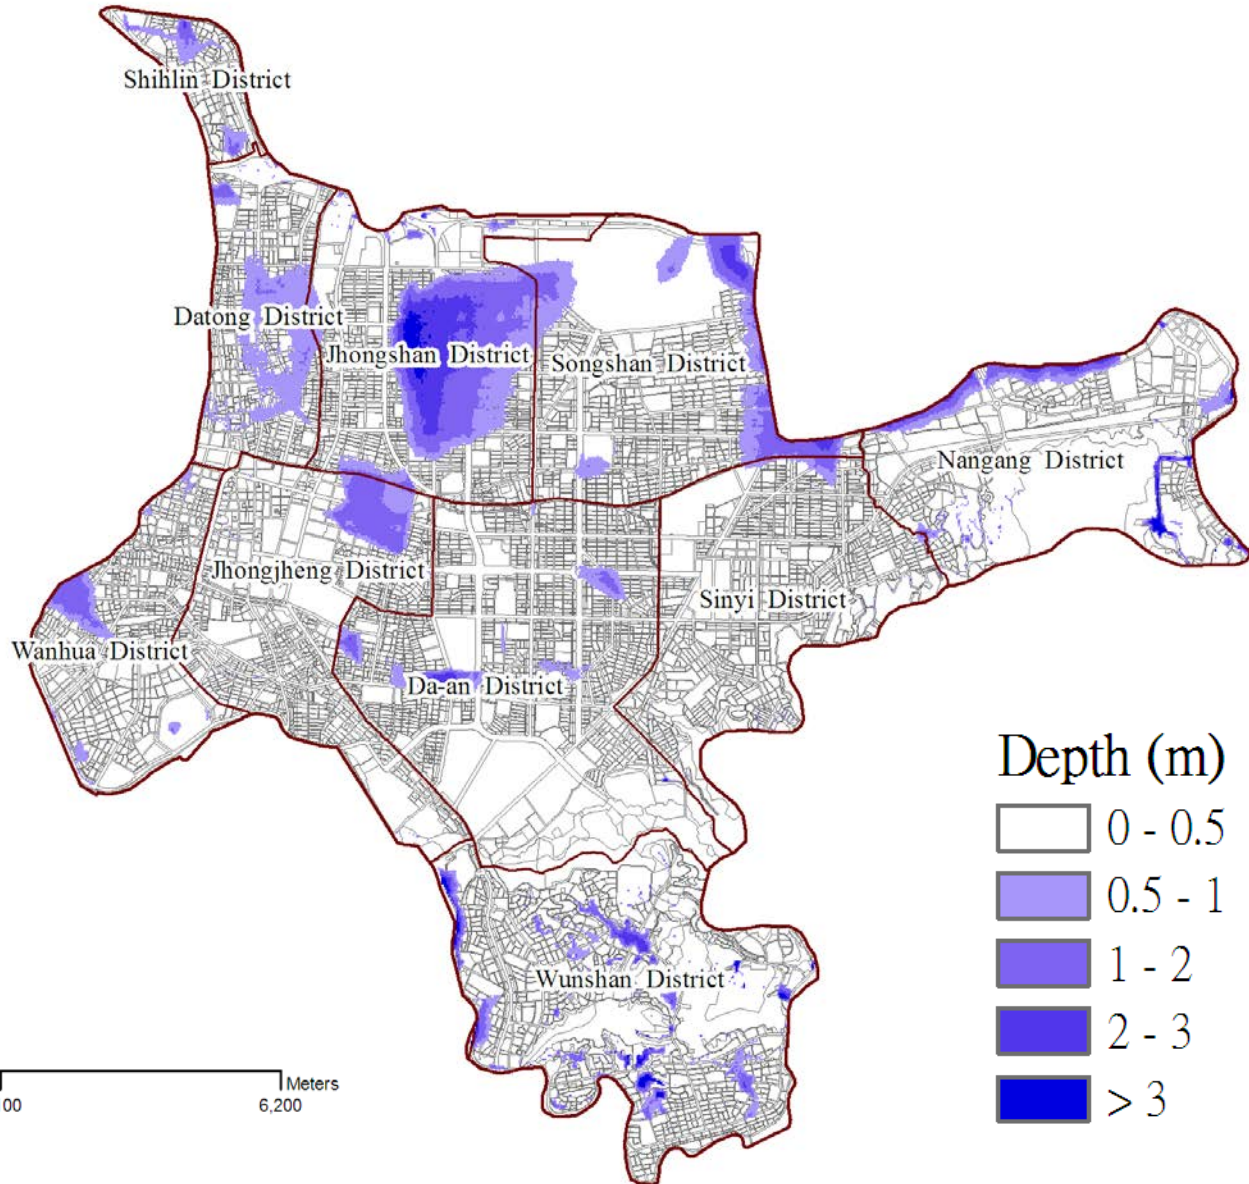 Shihlin District
Datong District
Jhongshan District
Songshan District
Nangang District
Jhongjheng District
Sinyi District
Wanhua District
Da-an District
Wunshan District
Depth (m)
0 - 0.5
0.5 - 1
1 - 2
2 - 3
> 3
Meters
00
6,200